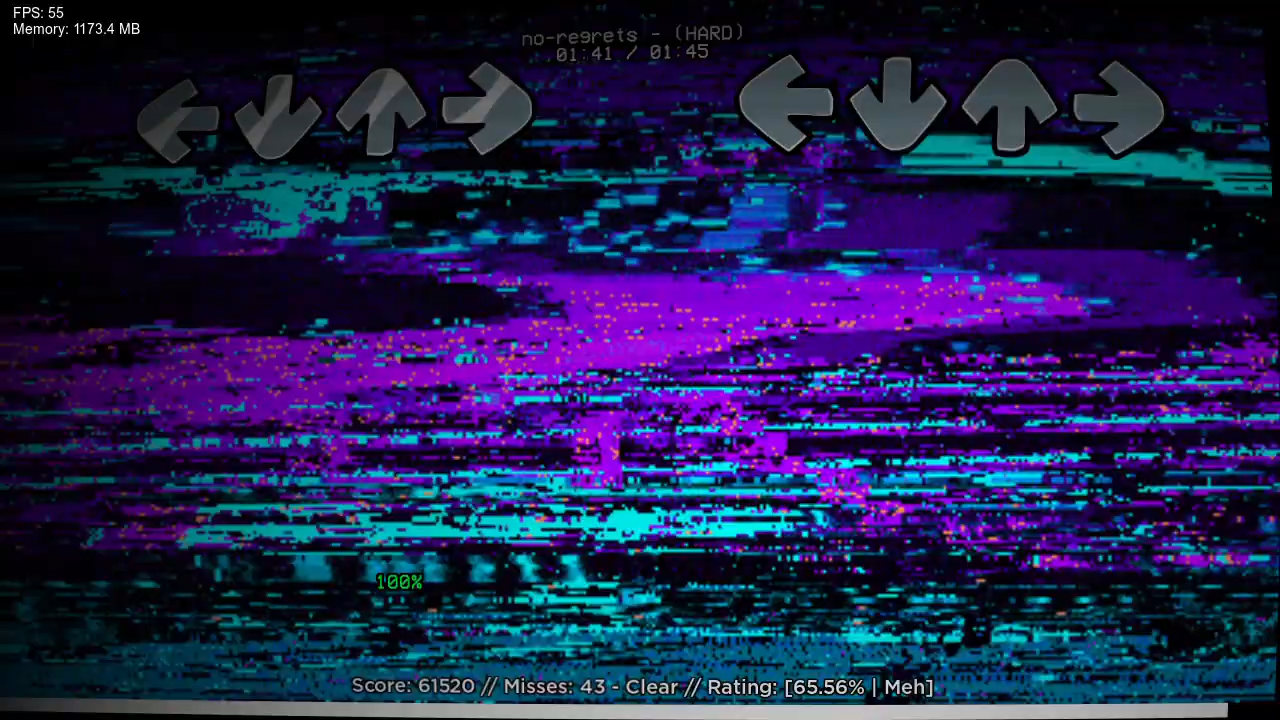 FPS: 55
Memory: 1173.4 MB
no-regrets - (HARD)
01:41 / 01:45
100%
Score: 61520 // Misses: 43 - Clear // Rating: [65.56% | Meh]